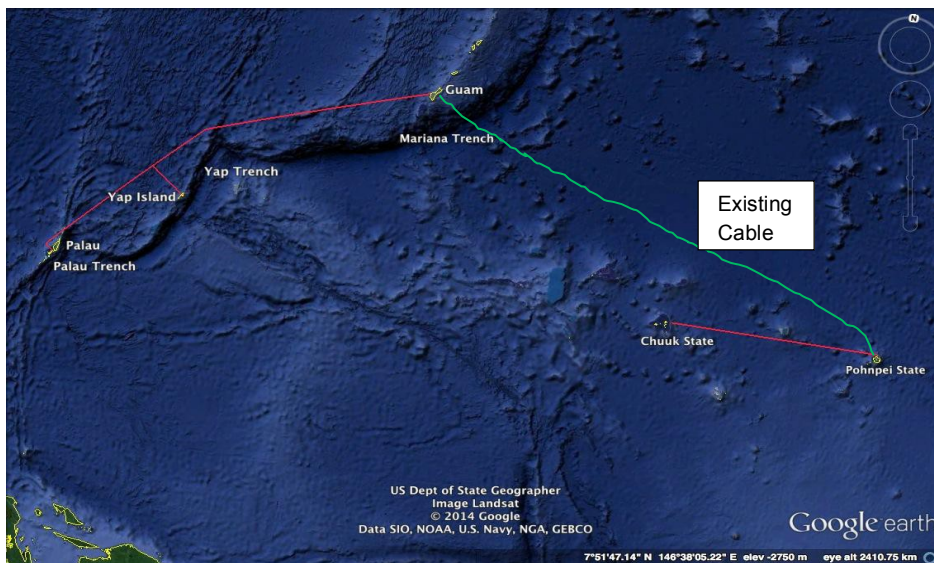 N
Guam
Mariana Trench
Yap Trench
Yap Island
Existing
Cable
Palau
Palau Trench
Chuuk State
Pohnpei State
US Dept of State Geographer
Image Landsat
© 2014 Google
Data SIO, NOAA, U.S. Navy, NGA, GEBCO
Google earth
7°51'47.14" N 146°38'05.22" E elev -2750 m eye alt 2410.75 km